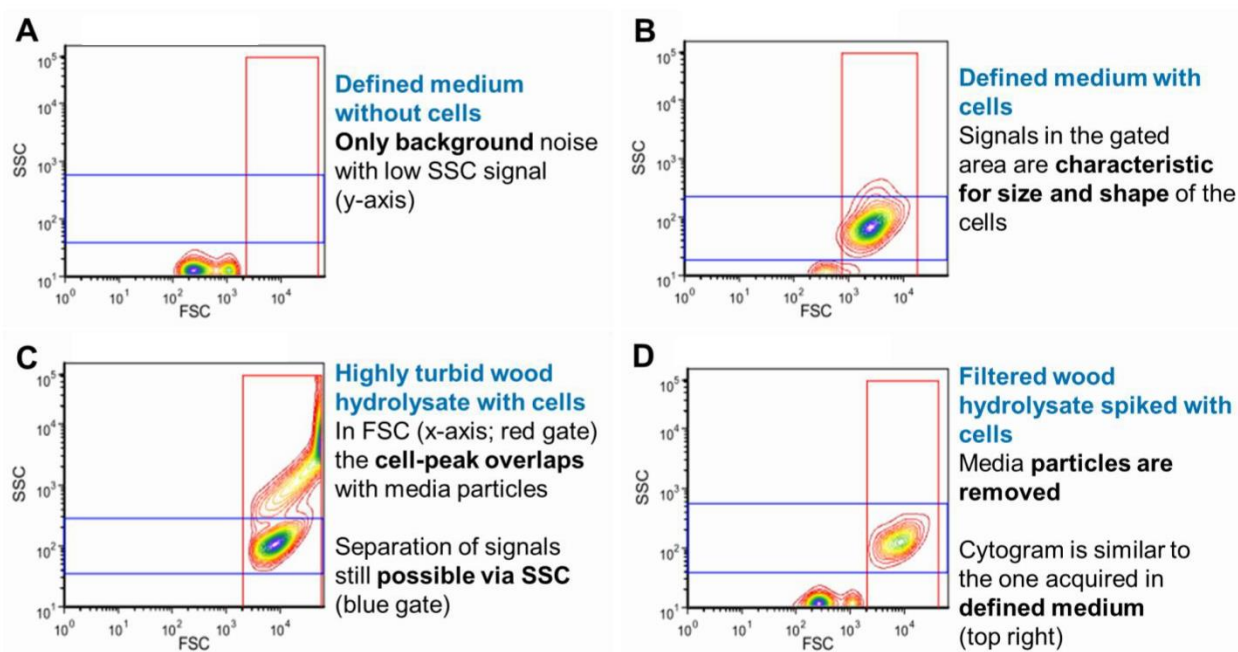 A
10⁵
10⁴
10³
10²
10¹
SSC
10⁰ 10¹ 10² 10³ 10⁴
FSC
Defined medium
without cells
Only background noise
with low SSC signal
(y-axis)
B
10⁵
10⁴
10³
10²
10¹
SSC
10⁰ 10¹ 10² 10³ 10⁴
FSC
Defined medium with
cells
Signals in the gated
area are characteristic
for size and shape of the
cells
C
10⁵
10⁴
10³
10²
10¹
SSC
10⁰ 10¹ 10² 10³ 10⁴
FSC
Highly turbid wood
hydrolysate with cells
In FSC (x-axis; red gate)
the cell-peak overlaps
with media particles
Separation of signals
still possible via SSC
(blue gate)
D
10⁵
10⁴
10³
10²
10¹
SSC
10⁰ 10¹ 10² 10³ 10⁴
FSC
Filtered wood
hydrolysate spiked with
cells
Media particles are
removed
Cytogram is similar to
the one acquired in
defined medium
(top right)